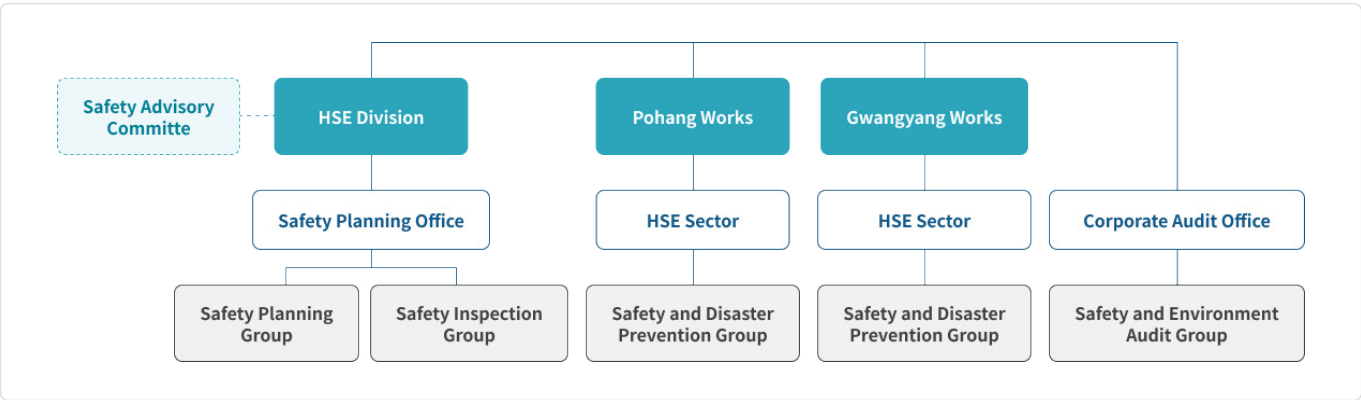 Safety Advisory
Committe
HSE Division
Pohang Works
Gwangyang Works
Safety Planning Office
HSE Sector
HSE Sector
Corporate Audit Office
Safety Planning
Group
Safety Inspection
Group
Safety and Disaster
Prevention Group
Safety and Disaster
Prevention Group
Safety and Environment
Audit Group